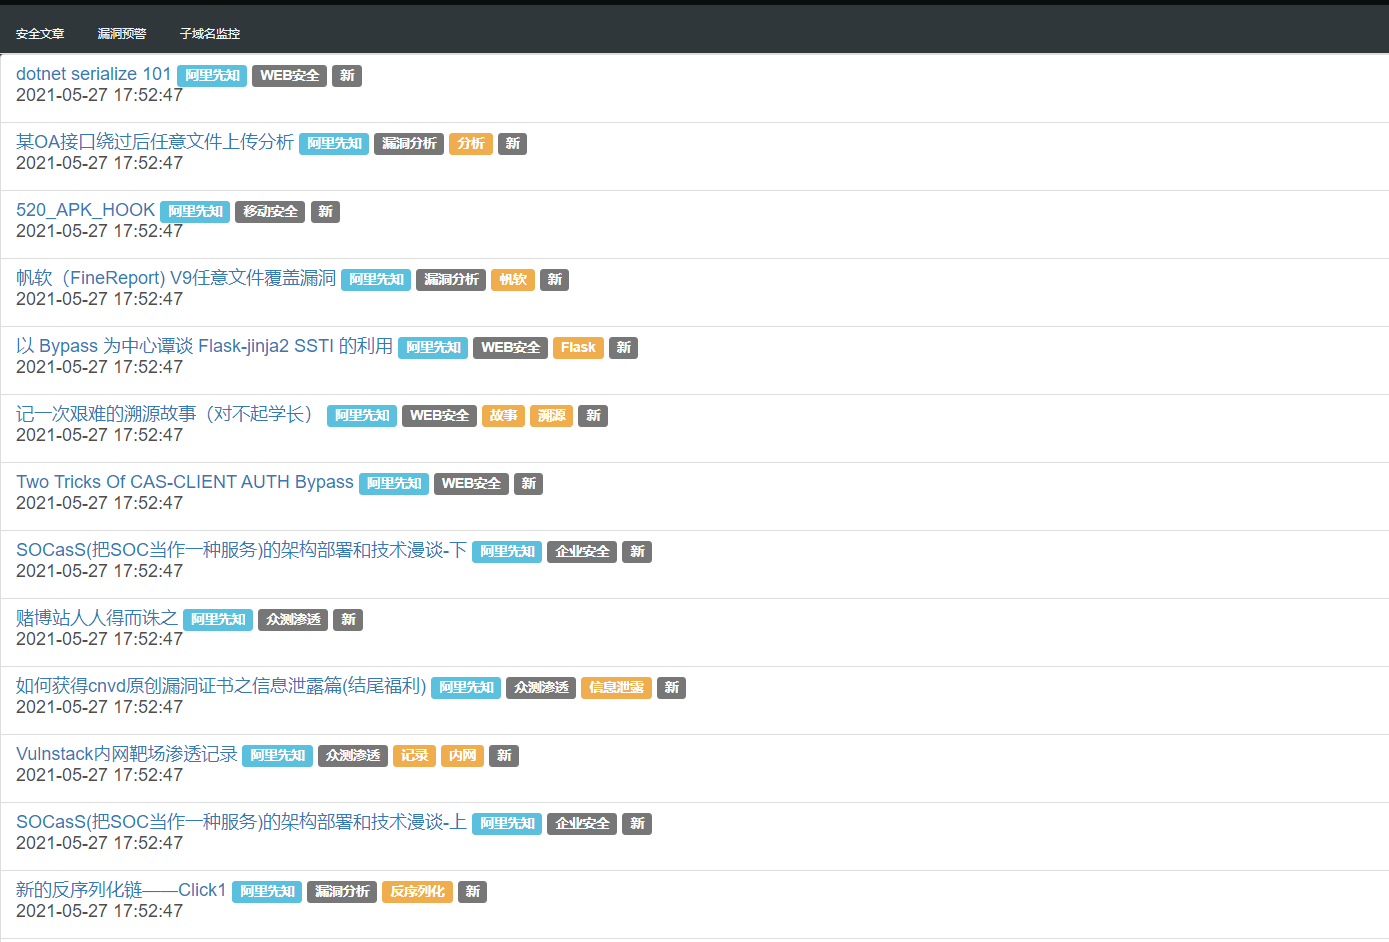 安全文章 漏洞预警 子域名监控
dotnet serialize 101 阿里先知 WEB安全 新
2021-05-27 17:52:47
某OA接口绕过后任意文件上传分析 阿里先知 漏洞分析 分析 新
2021-05-27 17:52:47
520_APK_HOOK 阿里先知 移动安全 新
2021-05-27 17:52:47
帆软（FineReport) V9任意文件覆盖漏洞 阿里先知 漏洞分析 帆软 新
2021-05-27 17:52:47
以 Bypass 为中心谭谈 Flask-jinja2 SSTI 的利用 阿里先知 WEB安全 Flask 新
2021-05-27 17:52:47
记一次艰难的溯源故事（对不起学长） 阿里先知 WEB安全 故事 溯源 新
2021-05-27 17:52:47
Two Tricks Of CAS-CLIENT AUTH Bypass 阿里先知 WEB安全 新
2021-05-27 17:52:47
SOCasS(把SOC当作一种服务)的架构部署和技术漫谈-下 阿里先知 企业安全 新
2021-05-27 17:52:47
赌博站人人得而诛之 阿里先知 众测渗透 新
2021-05-27 17:52:47
如何获得cnvd原创漏洞证书之信息泄露篇(结尾福利) 阿里先知 众测渗透 信息泄露 新
2021-05-27 17:52:47
Vulnstack内网靶场渗透记录 阿里先知 众测渗透 记录 内网 新
2021-05-27 17:52:47
SOCasS(把SOC当作一种服务)的架构部署和技术漫谈-上 阿里先知 企业安全 新
2021-05-27 17:52:47
新的反序列化链——Click1 阿里先知 漏洞分析 反序列化 新
2021-05-27 17:52:47